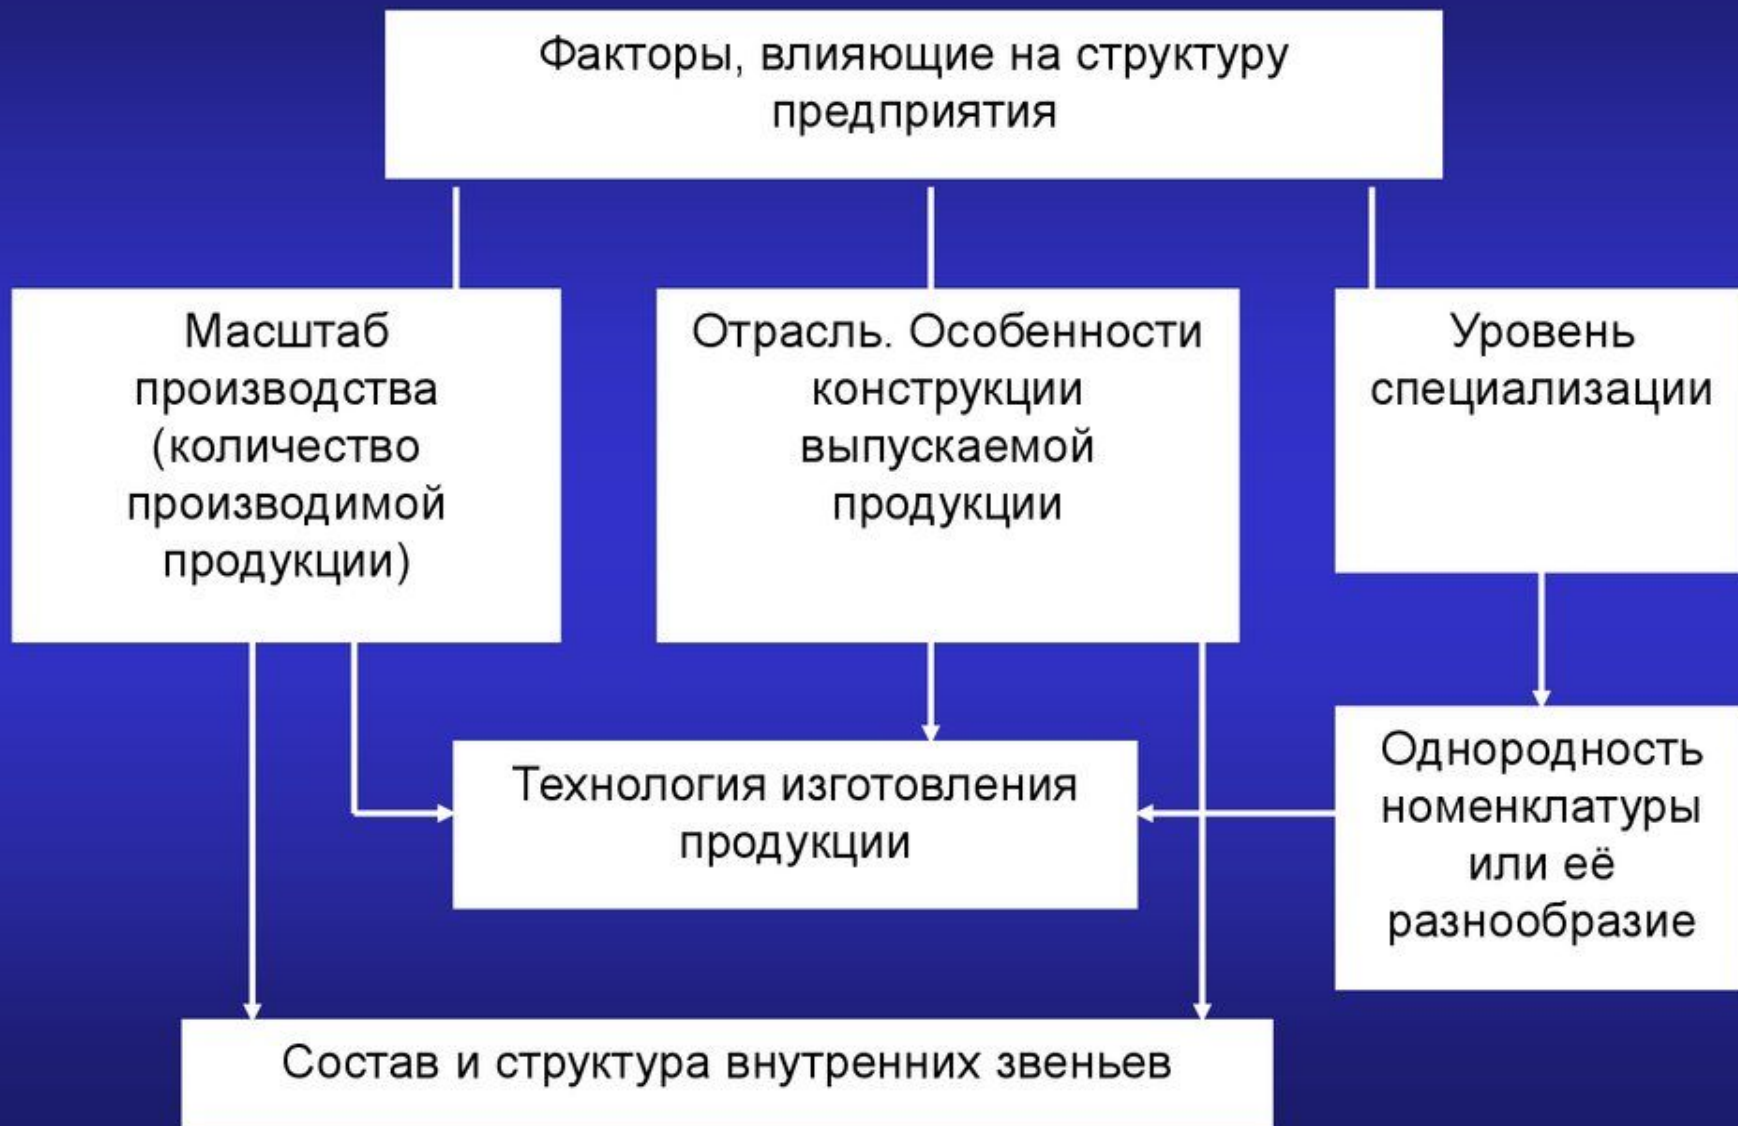 Факторы, влияющие на структуру
предприятия
Масштаб
производства
(количество
производимой
продукции)
Отрасль. Особенности
конструкции
выпускаемой
продукции
Уровень
специализации
Технология изготовления
продукции
Однородность
номенклатуры
или её
разнообразие
Состав и структура внутренних звеньев